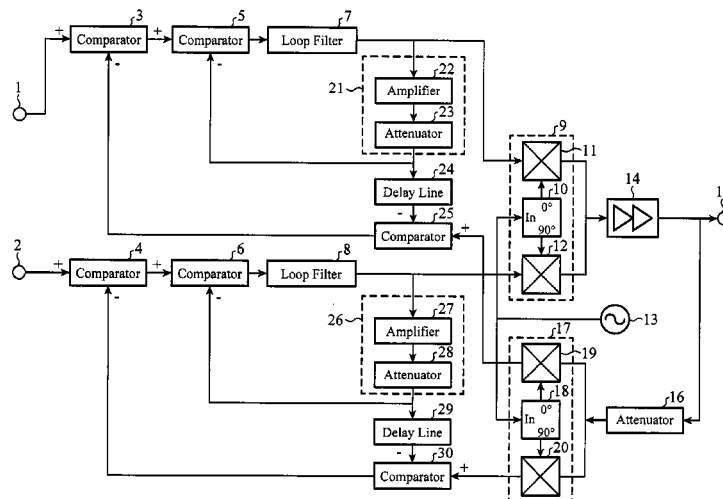 3
5
7
+ Comparator + Comparator Loop Filter
- -
1
21
22
Amplifier
23
Attenuator
9
11
24
Delay Line
10
0°
In
90°
14
1
- 25
Comparator +
12
2
4
6
8
+ Comparator + Comparator Loop Filter
- -
13
26
27
Amplifier
28
Attenuator
17
19
18
0°
In
90°
16
Attenuator
29
Delay Line
20
- 30
Comparator +